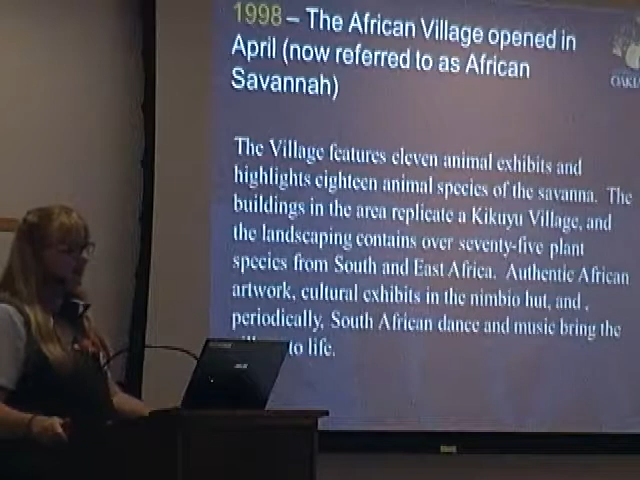 1998 – The African Village opened in
April (now referred to as African
Savannah)
The Village features eleven animal exhibits and
highlights eighteen animal species of the savanna. The
buildings in the area replicate a Kikuyu Village, and
the landscaping contains over seventy-five plant
species from South and East Africa. Authentic African
artwork, cultural exhibits in the nimbio hut, and ,
periodically, South African dance and music bring the
to life.